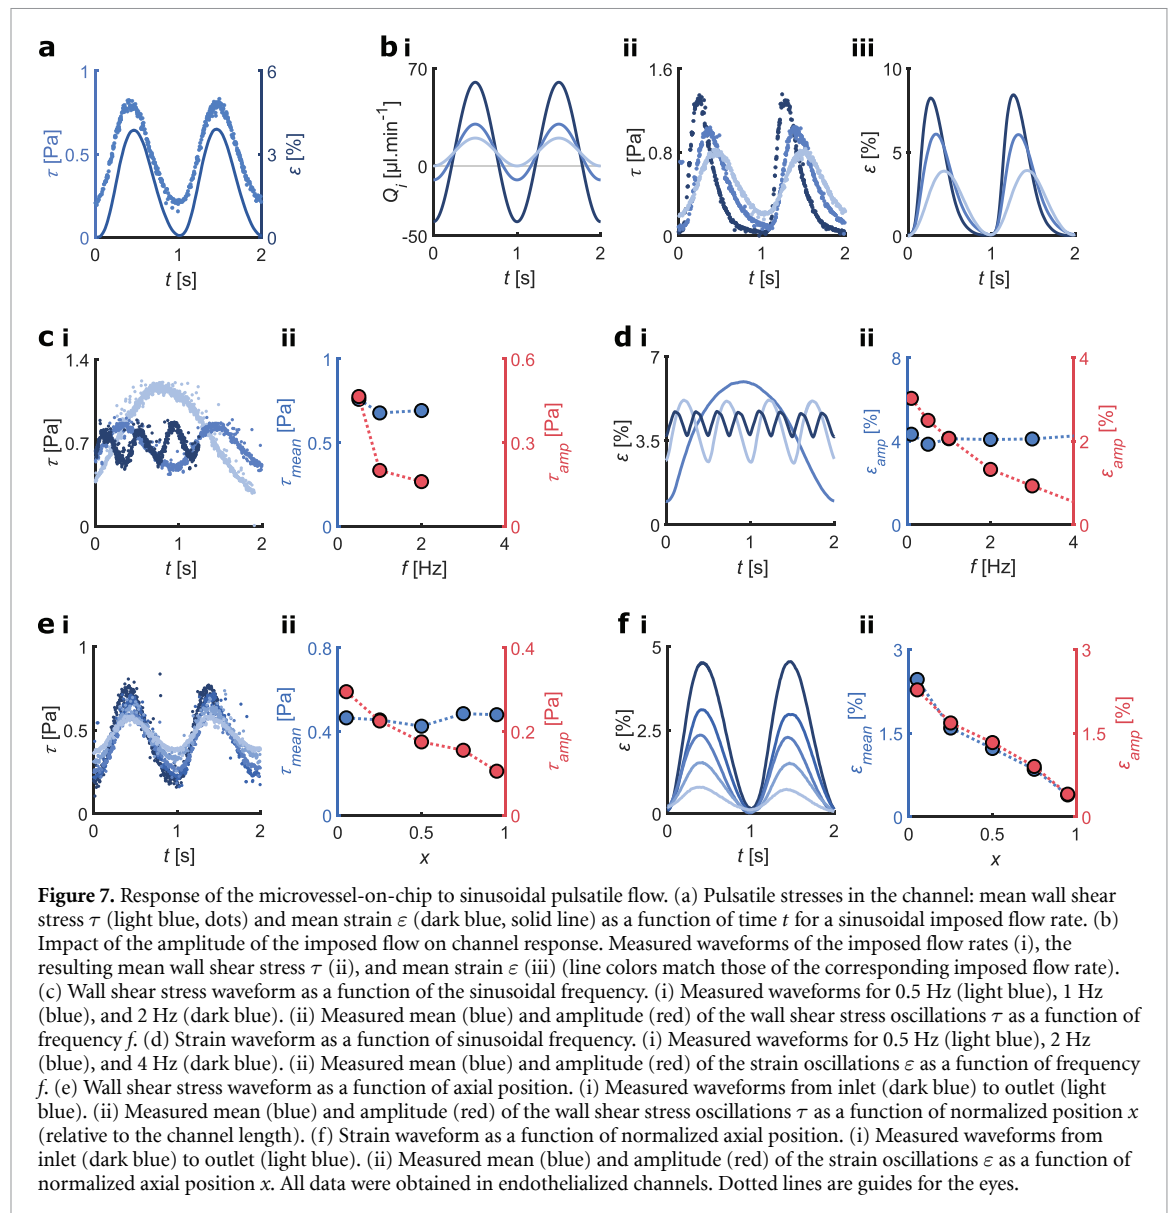 a
1
0.5
0
τ [Pa]
6
3
0
ε [%]
0 1 2
t [s]
b i
70
0
-50
Qi [µl.min-1]
0 1 2
t [s]
ii
1.6
0.8
0
τ [Pa]
0 1 2
t [s]
iii
10
5
0
ε [%]
0 1 2
t [s]
c i
1.4
0.7
0
τ [Pa]
0 1 2
t [s]
ii
1
0.5
0
τmean [Pa]
0.6
0.3
0
τamp [Pa]
0 2 4
f [Hz]
d i
7
3.5
0
ε [%]
0 1 2
t [s]
ii
8
4
0
εamp [%]
4
2
0
εamp [%]
0 2 4
f [Hz]
e i
1
0.5
0
τ [Pa]
0 1 2
t [s]
ii
0.8
0.4
0
τmean [Pa]
0.4
0.2
0
τamp [Pa]
0 0.5 1
x
f i
5
2.5
0
ε [%]
0 1 2
t [s]
ii
3
1.5
0
εmean [%]
3
1.5
0
εamp [%]
0 0.5 1
x
Figure 7. Response of the microvessel-on-chip to sinusoidal pulsatile flow. (a) Pulsatile stresses in the channel: mean wall shear
stress τ (light blue, dots) and mean strain ε (dark blue, solid line) as a function of time t for a sinusoidal imposed flow rate. (b)
Impact of the amplitude of the imposed flow on channel response. Measured waveforms of the imposed flow rates (i), the
resulting mean wall shear stress τ (ii), and mean strain ε (iii) (line colors match those of the corresponding imposed flow rate).
(c) Wall shear stress waveform as a function of the sinusoidal frequency. (i) Measured waveforms for 0.5 Hz (light blue), 1 Hz
(blue), and 2 Hz (dark blue). (ii) Measured mean (blue) and amplitude (red) of the wall shear stress oscillations τ as a function of
frequency f. (d) Strain waveform as a function of sinusoidal frequency. (i) Measured waveforms for 0.5 Hz (light blue), 2 Hz
(blue), and 4 Hz (dark blue). (ii) Measured mean (blue) and amplitude (red) of the strain oscillations ε as a function of frequency
f. (e) Wall shear stress waveform as a function of axial position. (i) Measured waveforms from inlet (dark blue) to outlet (light
blue). (ii) Measured mean (blue) and amplitude (red) of the wall shear stress oscillations τ as a function of normalized position x
(relative to the channel length). (f) Strain waveform as a function of normalized axial position. (i) Measured waveforms from
inlet (dark blue) to outlet (light blue). (ii) Measured mean (blue) and amplitude (red) of the strain oscillations ε as a function of
normalized axial position x. All data were obtained in endothelialized channels. Dotted lines are guides for the eyes.